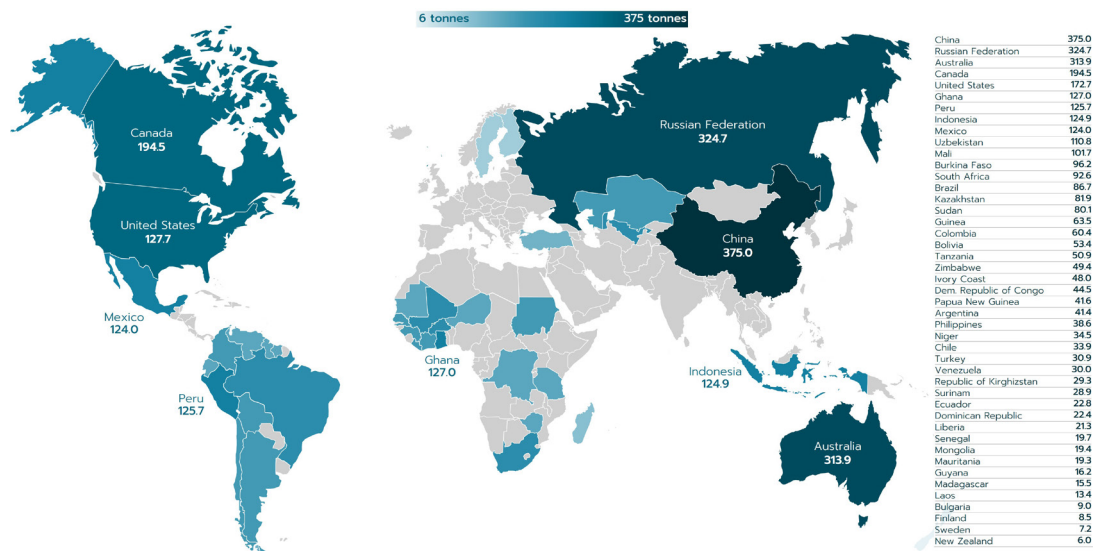 6 tonnes 375 tonnes
Canada
194.5
United States
127.7
Mexico
124.0
Peru
125.7
Ghana
127.0
Russian Federation
324.7
China
375.0
Indonesia
124.9
Australia
313.9
China 375.0
Russian Federation 324.7
Australia 313.9
Canada 194.5
United States 172.7
Ghana 127.0
Peru 125.7
Indonesia 124.9
Mexico 124.0
Uzbekistan 110.8
Mali 101.7
Burkina Faso 96.2
South Africa 92.6
Brazil 86.7
Kazakhstan 81.9
Sudan 80.1
Guinea 63.5
Colombia 60.4
Bolivia 53.4
Tanzania 50.9
Zimbabwe 49.4
Ivory Coast 48.0
Dem. Republic of Congo 44.5
Papua New Guinea 41.6
Argentina 41.4
Philippines 38.6
Niger 34.5
Chile 33.9
Turkey 30.9
Venezuela 30.0
Republic of Kirghizstan 29.3
Surinam 28.9
Ecuador 22.8
Dominican Republic 22.4
Liberia 21.3
Senegal 19.7
Mongolia 19.4
Mauritania 19.3
Guyana 16.2
Madagascar 15.5
Laos 13.4
Bulgaria 9.0
Finland 8.5
Sweden 7.2
New Zealand 6.0